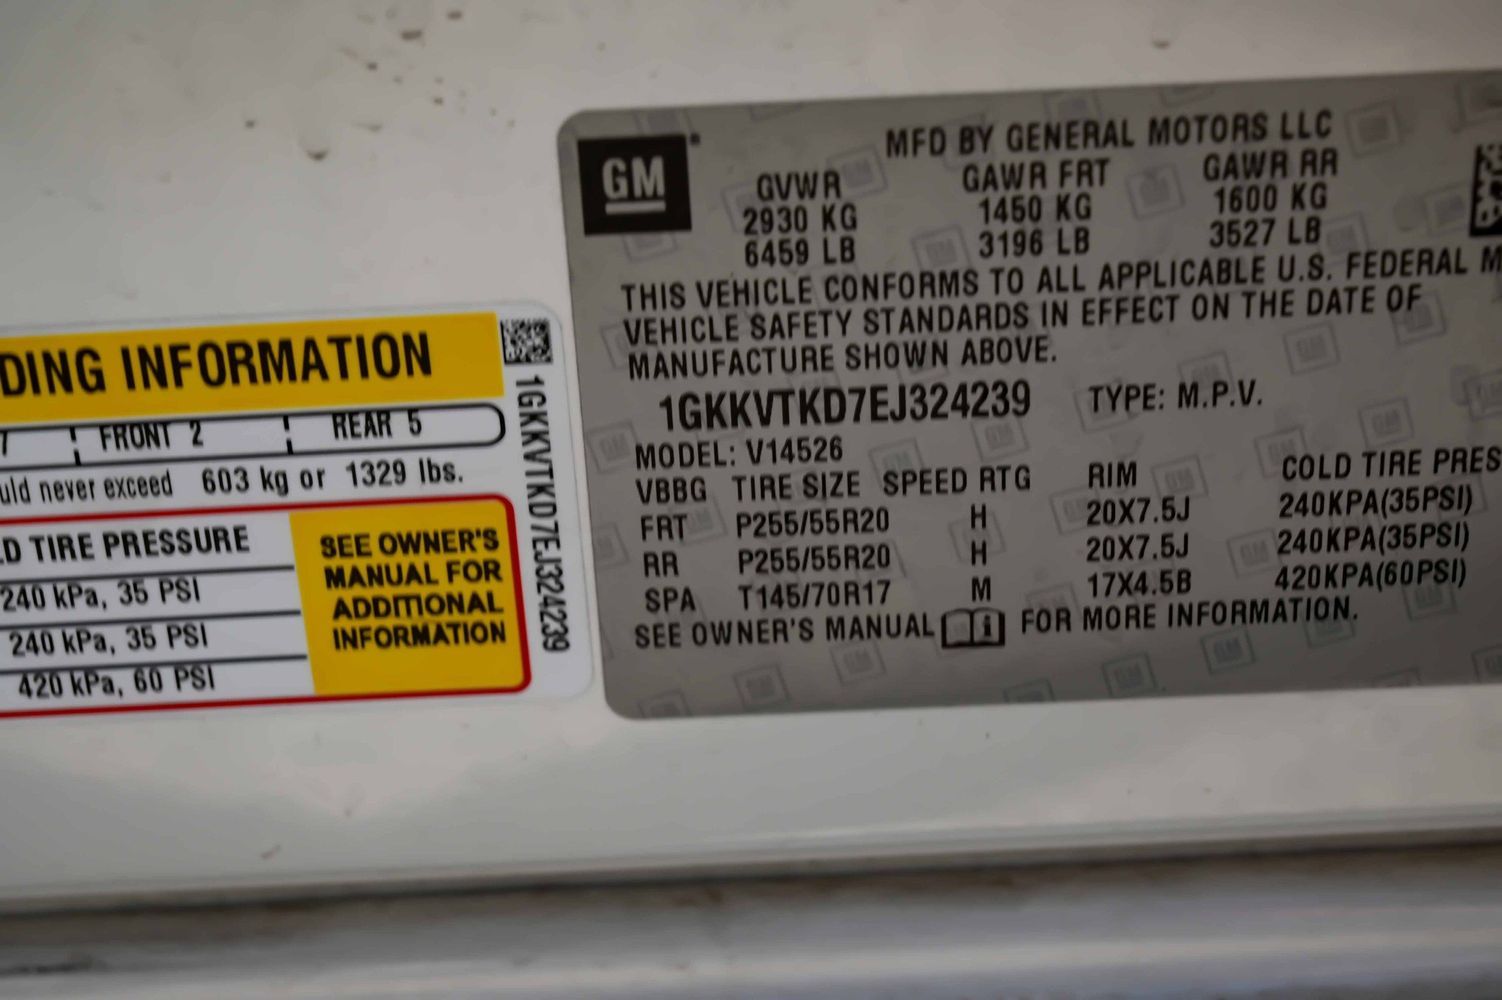 DING INFORMATION
7 FRONT 2 REAR 5
uld never exceed 603 kg or 1329 lbs.
D TIRE PRESSURE
240 kPa, 35 PSI
240 kPa, 35 PSI
420 kPa, 60 PSI
SEE OWNER'S
MANUAL FOR
ADDITIONAL
INFORMATION
1GKKVTKD7EJ324239
GM
MFD BY GENERAL MOTORS LLC
GVWR GAWR FRT GAWR RR
2930 KG 1450 KG 1600 KG
6459 LB 3196 LB 3527 LB
THIS VEHICLE CONFORMS TO ALL APPLICABLE U.S. FEDERAL M
VEHICLE SAFETY STANDARDS IN EFFECT ON THE DATE OF
MANUFACTURE SHOWN ABOVE.
1GKKVTKD7EJ324239 TYPE: M.P.V.
MODEL: V14526
VBBG TIRE SIZE SPEED RTG RIM COLD TIRE PRES
FRT P255/55R20 H 20X7.5J 240KPA(35PSI)
RR P255/55R20 H 20X7.5J 240KPA(35PSI)
SPA T145/70R17 M 17X4.5B 420KPA(60PSI)
SEE OWNER'S MANUAL i FOR MORE INFORMATION.